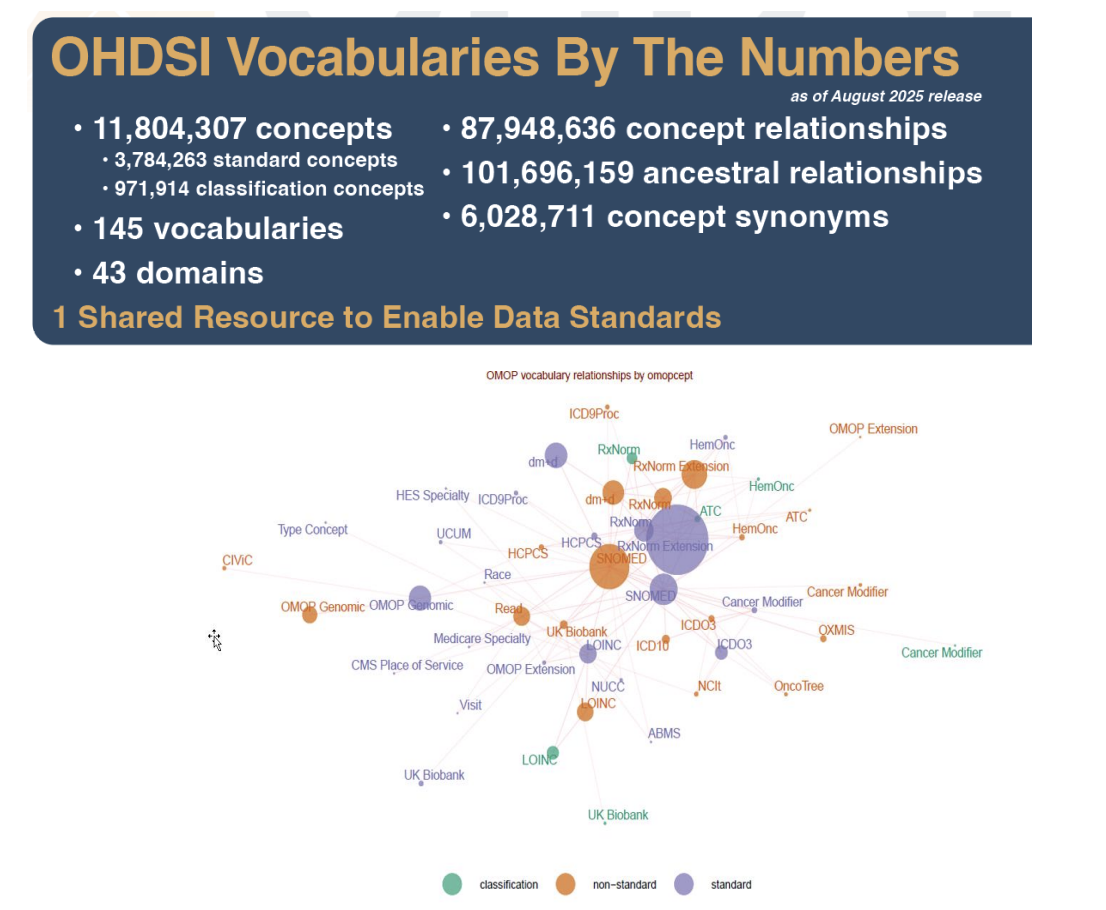 OHDSI Vocabularies By The Numbers
as of August 2025 release
• 11,804,307 concepts
• 3,784,263 standard concepts
• 971,914 classification concepts
• 145 vocabularies
• 43 domains
• 87,948,636 concept relationships
• 101,696,159 ancestral relationships
• 6,028,711 concept synonyms
1 Shared Resource to Enable Data Standards
OMOP vocabulary relationships by omopcept
ICD9Proc
OMOP Extension
HemOnc
RxNorm
dm+d
RxNorm Extension
HemOnc
HES Specialty
ICD9Proc
dm+d
RxNorm
ATC
ATC
Type Concept
UCUM
RxNorm
HemOnc
HCPCS
RxNorm Extension
HCPCS
SNOMED
CIViC
Race
Cancer Modifier
SNOMED
Cancer Modifier
OMOP Genomic
OMOP Genomic
Read
ICDO3
UK Biobank
OXMIS
Medicare Specialty
LOINC
ICD10
ICDO3
Cancer Modifier
CMS Place of Service
OMOP Extension
NUCC
NCIt
OncoTree
Visit
LOINC
ABMS
LOINC
UK Biobank
UK Biobank
classification
non-standard
standard